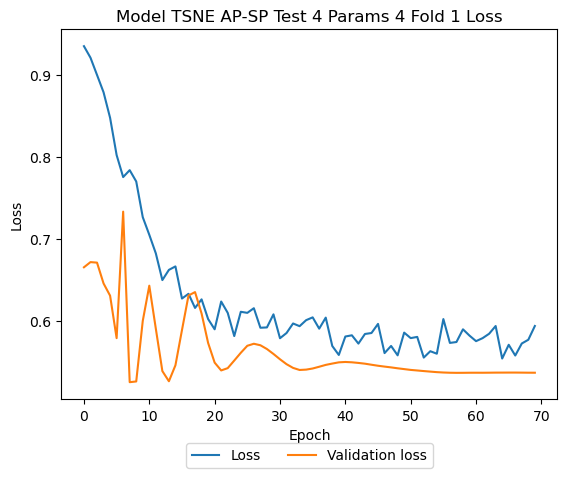 Model TSNE AP-SP Test 4 Params 4 Fold 1 Loss
0.9
0.8
0.7
0.6
Loss
0 10 20 30 40 50 60 70
Epoch
Loss Validation loss